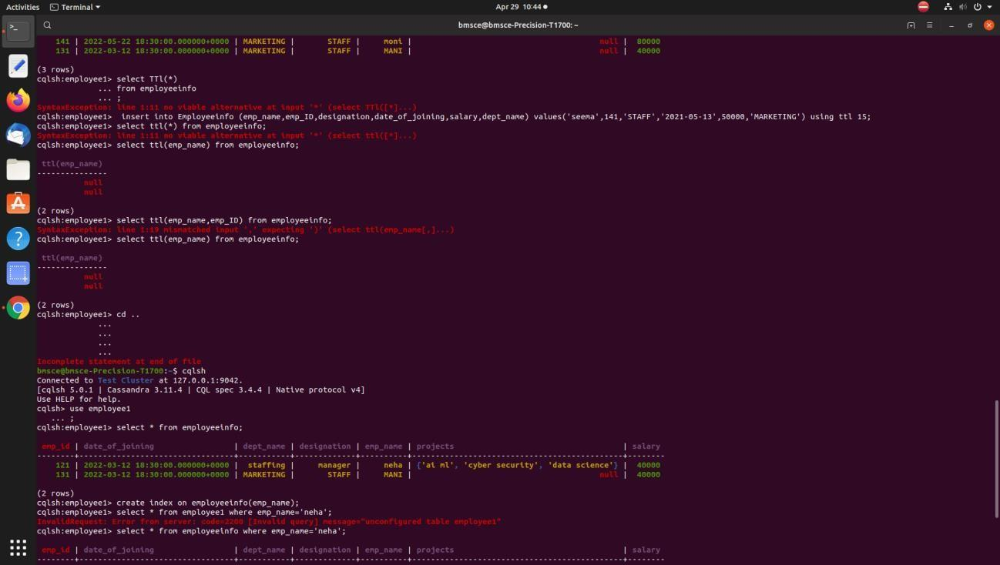 Activities Terminal Apr 29 10:44
bmsce@bmsce-Precision-T1700: ~
141 | 2022-05-22 18:30:00.000000+0000 | MARKETING | STAFF | moni | null | 80000
131 | 2022-03-12 18:30:00.000000+0000 | MARKETING | STAFF | MANI | null | 40000
(3 rows)
cqlsh:employee1> select TTl(*)
... from employeeinfo
... ;
SyntaxException: line 1:11 no viable alternative at input '*' (select TTl([*]...)
cqlsh:employee1>  insert into Employeeinfo (emp_name,emp_ID,designation,date_of_joining,salary,dept_name) values('seema',141,'STAFF','2021-05-13',50000,'MARKETING') using ttl 15;
cqlsh:employee1> select ttl(*) from employeeinfo;
SyntaxException: line 1:11 no viable alternative at input '*' (select ttl([*]...)
cqlsh:employee1> select ttl(emp_name) from employeeinfo;
ttl(emp_name)
---------------
null
null
(2 rows)
cqlsh:employee1> select ttl(emp_name,emp_ID) from employeeinfo;
SyntaxException: line 1:19 mismatched input ',' expecting ')' (select ttl(emp_name[,]...)
cqlsh:employee1> select ttl(emp_name) from employeeinfo;
ttl(emp_name)
---------------
null
null
(2 rows)
cqlsh:employee1> cd ..
...
...
...
...
Incomplete statement at end of file
bmsce@bmsce-Precision-T1700:~$ cqlsh
Connected to Test Cluster at 127.0.0.1:9042.
[cqlsh 5.0.1 | Cassandra 3.11.4 | CQL spec 3.4.4 | Native protocol v4]
Use HELP for help.
cqlsh> use employee1
... ;
cqlsh:employee1> select * from employeeinfo;
emp_id | date_of_joining | dept_name | designation | emp_name | projects | salary
--------+---------------------------------+-----------+-------------+----------+---------------------------------------------+--------
121 | 2022-03-12 18:30:00.000000+0000 | staffing | manager | neha | {'ai ml', 'cyber security', 'data science'} | 40000
131 | 2022-03-12 18:30:00.000000+0000 | MARKETING | STAFF | MANI | null | 40000
(2 rows)
cqlsh:employee1> create index on employeeinfo(emp_name);
cqlsh:employee1> select * from employee1 where emp_name='neha';
InvalidRequest: Error from server: code=2200 [Invalid query] message="unconfigured table employee1"
cqlsh:employee1> select * from employeeinfo where emp_name='neha';
emp_id | date_of_joining | dept_name | designation | emp_name | projects | salary
--------+---------------------------------+-----------+-------------+----------+---------------------------------------------+--------